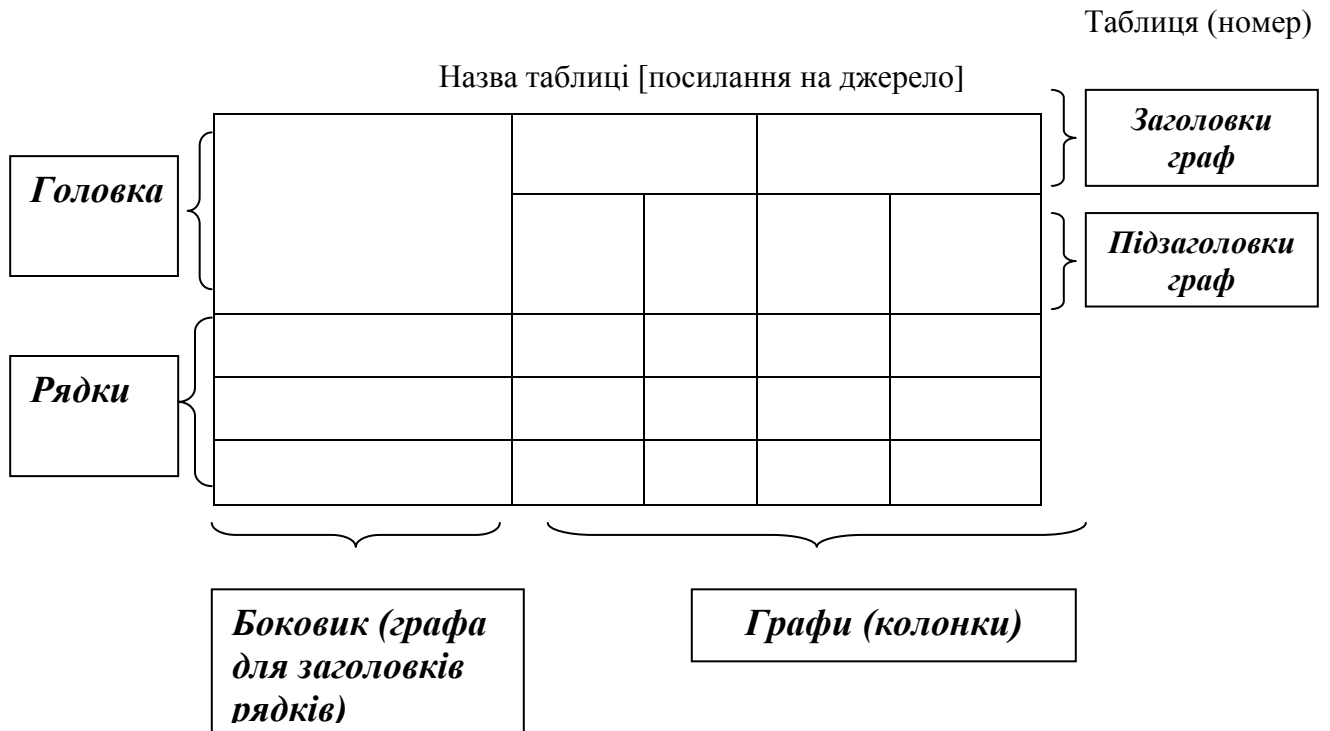 Таблиця (номер)
Назва таблиці [посилання на джерело]
Заголовки
граф
Головка
Підзаголовки
граф
Рядки
Боковик (графа
для заголовків
рядків)
Графи (колонки)